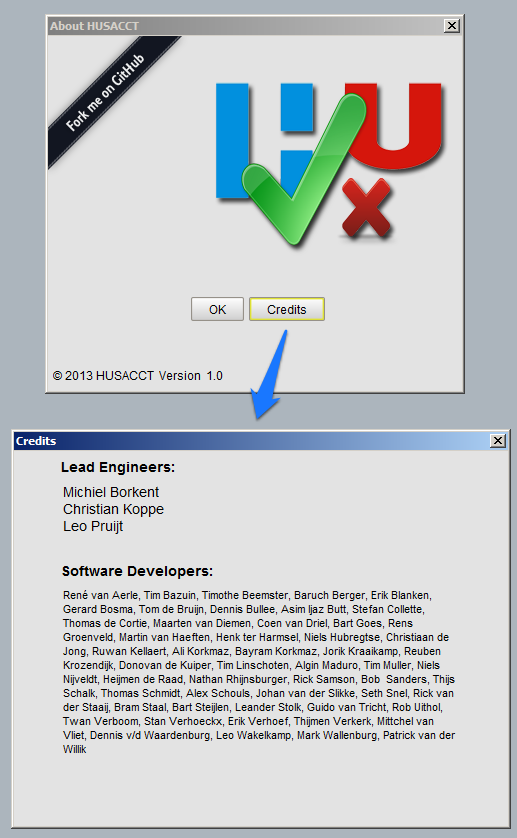 About HUSACCT
Fork me on GitHub
HU
OK
Credits
© 2013 HUSACCT Version 1.0
Credits
Lead Engineers:
Michiel Borkent
Christian Koppe
Leo Pruijt
Software Developers:
René van Aerle, Tim Bazuin, Timothe Beemster, Baruch Berger, Erik Blanken,
Gerard Bosma, Tom de Bruijn, Dennis Bullee, Asim Ijaz Butt, Stefan Collette,
Thomas de Cortie, Maarten van Diemen, Coen van Driel, Bart Goes, Rens
Groenveld, Martin van Haeften, Henk ter Harmsel, Niels Hubregtse, Christiaan de
Jong, Ruwan Kellaert, Ali Korkmaz, Bayram Korkmaz, Jorik Kraaikamp, Reuben
Krozendijk, Donovan de Kuiper, Tim Linschoten, Algin Maduro, Tim Muller, Niels
Nijveldt, Heijmen de Raad, Nathan Rhijnsburger, Rick Samson, Bob Sanders, Thijs
Schalk, Thomas Schmidt, Alex Schouls, Johan van der Slikke, Seth Snel, Rick van
der Staaij, Bram Staal, Bart Steijlen, Leander Stolk, Guido van Tricht, Rob Uithol,
Twan Verboom, Stan Verhoeckx, Erik Verhoef, Thijmen Verkerk, Mittchel van
Vliet, Dennis v/d Waardenburg, Leo Wakelkamp, Mark Wallenburg, Patrick van der
Willik